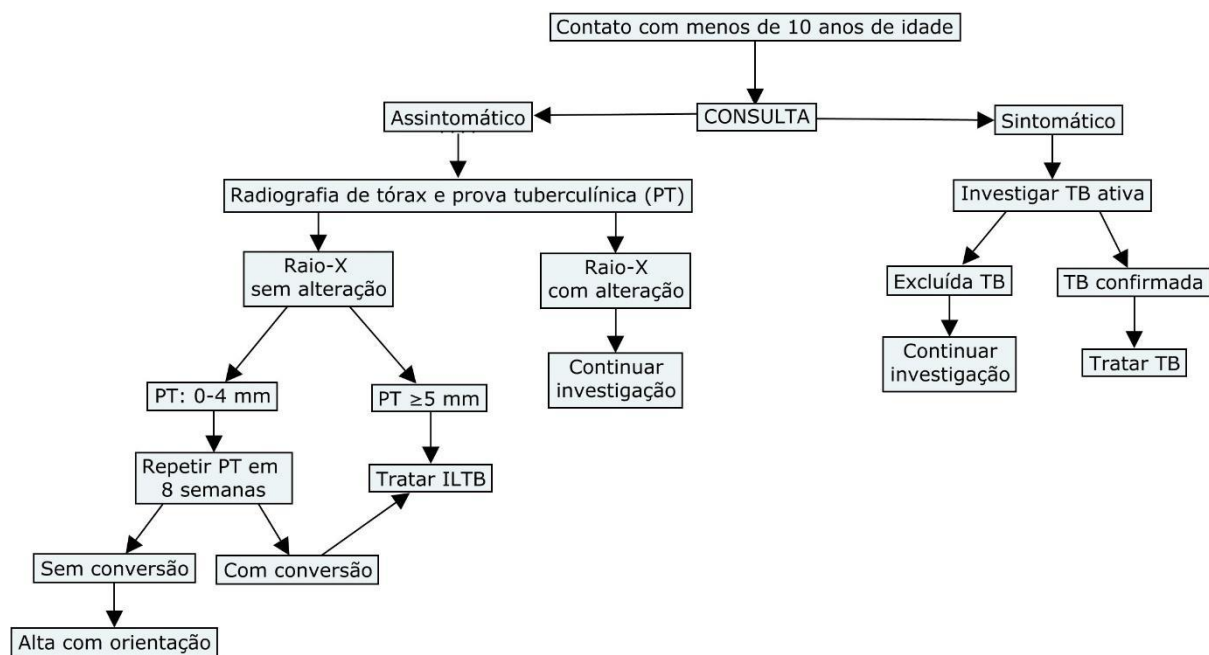 Contato com menos de 10 anos de idade
Assintomático
CONSULTA
Sintomático
Radiografia de tórax e prova tuberculínica (PT)
Investigar TB ativa
Raio-X
sem alteração
Raio-X
com alteração
Excluída TB
TB confirmada
Continuar
investigação
Continuar
investigação
Tratar TB
PT: 0-4 mm
PT ≥5 mm
Repetir PT em
8 semanas
Tratar ILTB
Sem conversão
Com conversão
Alta com orientação